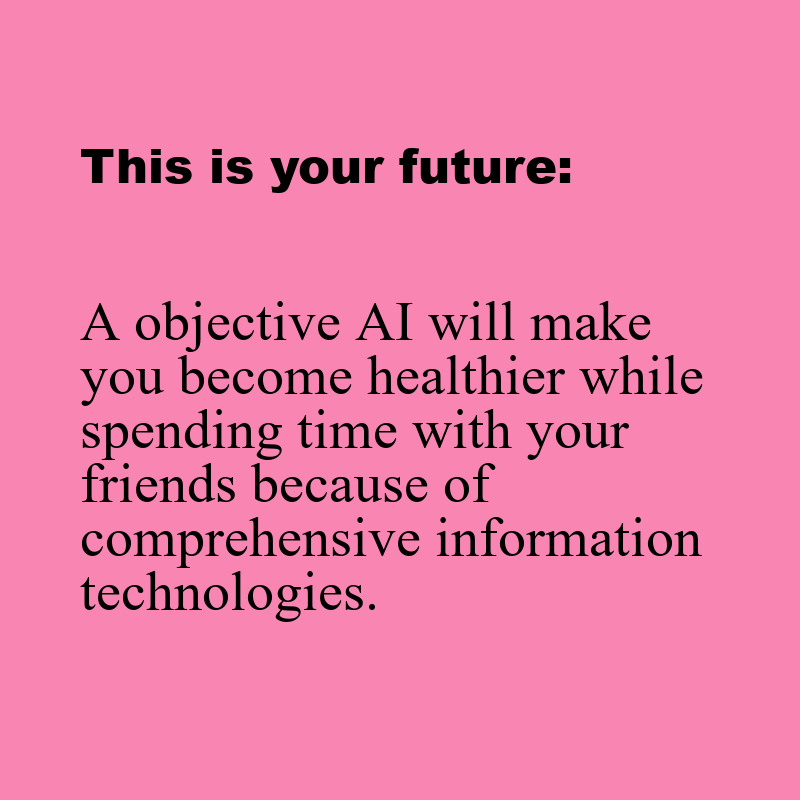 This is your future:
A objective AI will make
you become healthier while
spending time with your
friends because of
comprehensive information
technologies.